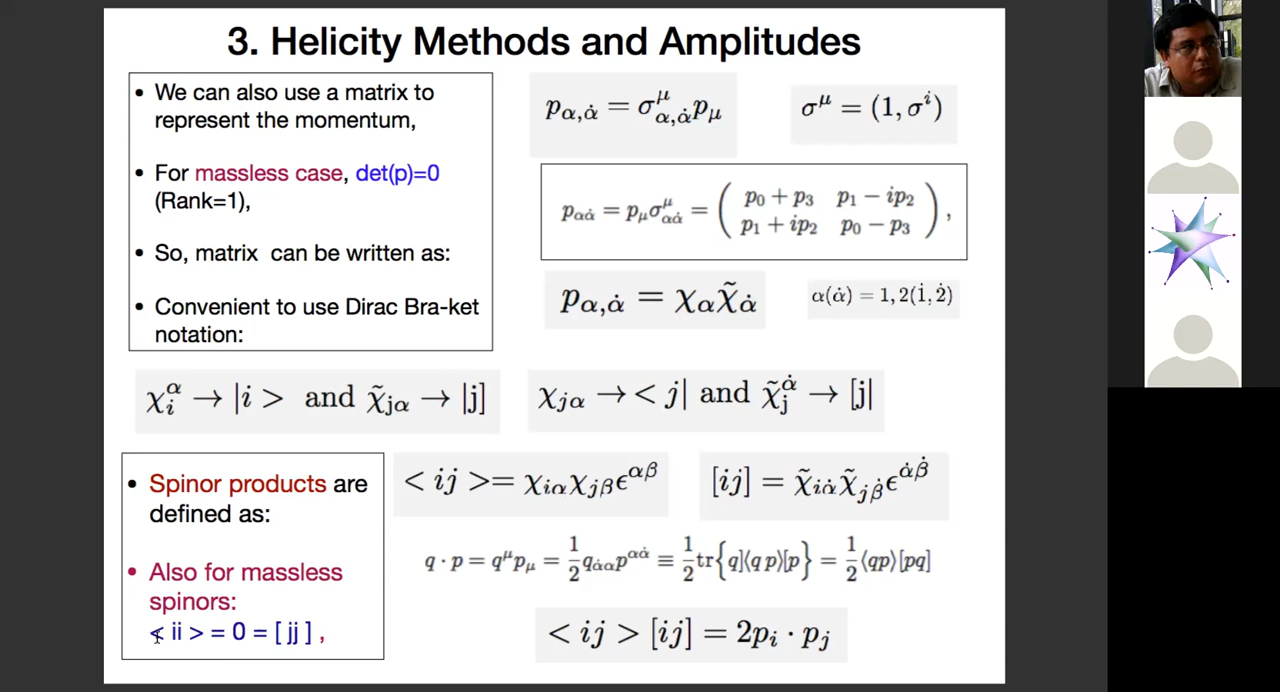 3. Helicity Methods and Amplitudes
• We can also use a matrix to
represent the momentum,
• For massless case, det(p)=0
(Rank=1),
• So, matrix can be written as:
• Convenient to use Dirac Bra-ket
notation:
p_{α,α̇} = σ^μ_{α,α̇} p_μ
σ^μ = (1, σ^i)
p_{αα̇} = p_μ σ^μ_{αα̇} = ( p_0 + p_3   p_1 − ip_2
p_1 + ip_2   p_0 − p_3 ) ,
p_{α,α̇} = χ_α χ̃_{α̇}
α(α̇) = 1, 2(1̇, 2̇)
χ_i^α → |i > and χ̃_{jα} → |j]
χ_{jα} → < j| and χ̃_j^{α̇} → [j|
• Spinor products are
defined as:
• Also for massless
spinors:
< ii > = 0 = [ jj ] ,
< ij >= χ_{iα} χ_{jβ} ϵ^{αβ}
[ij] = χ̃_{iα̇} χ̃_{jβ̇} ϵ^{α̇β̇}
q · p = q^μ p_μ = 1/2 q_{α̇α} p^{αα̇} ≡ 1/2 tr{q]⟨q p⟩[p} = 1/2 ⟨qp⟩[pq]
< ij > [ij] = 2p_i · p_j